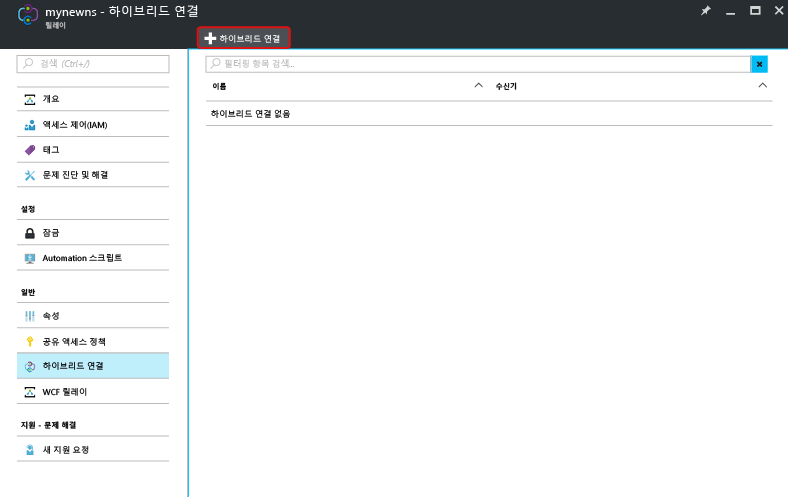 mynewns - 하이브리드 연결
릴레이
하이브리드 연결
검색 (Ctrl+/)
필터링 항목 검색...
이름 수신기
하이브리드 연결 없음
개요
액세스 제어(IAM)
태그
문제 진단 및 해결
설정
잠금
Automation 스크립트
일반
속성
공유 액세스 정책
하이브리드 연결
WCF 릴레이
지원 - 문제 해결
새 지원 요청